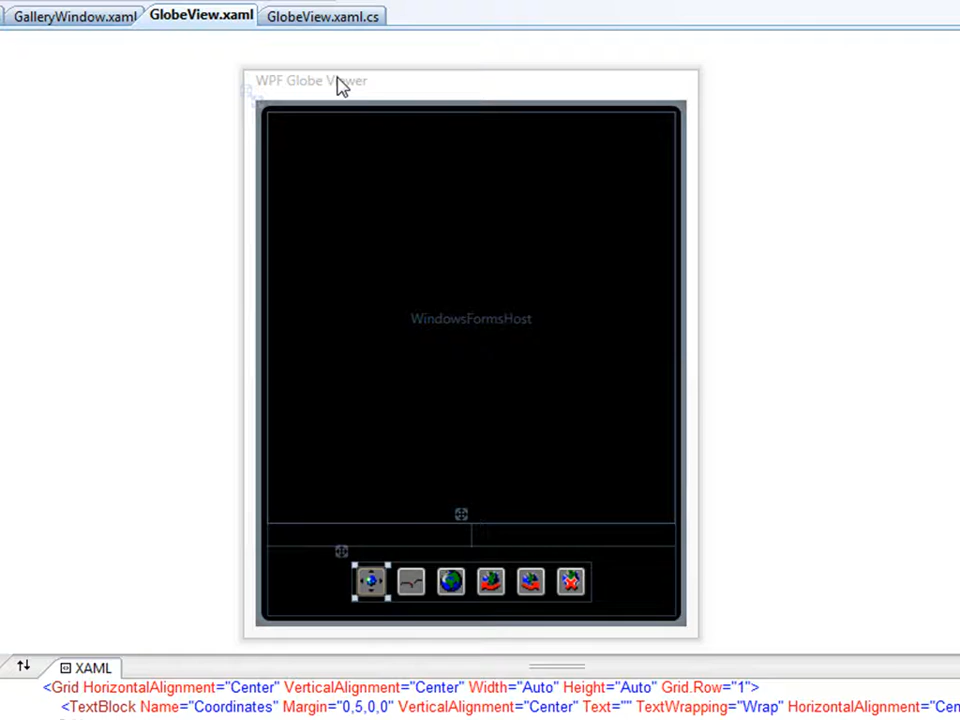 GalleryWindow.xaml GlobeView.xaml GlobeView.xaml.cs
WPF Globe Viewer
WindowsFormsHost
XAML
<Grid HorizontalAlignment="Center" VerticalAlignment="Center" Width="Auto" Height="Auto" Grid.Row="1">
<TextBlock Name="Coordinates" Margin="0,5,0,0" VerticalAlignment="Center" Text="" TextWrapping="Wrap" HorizontalAlignment="Cen